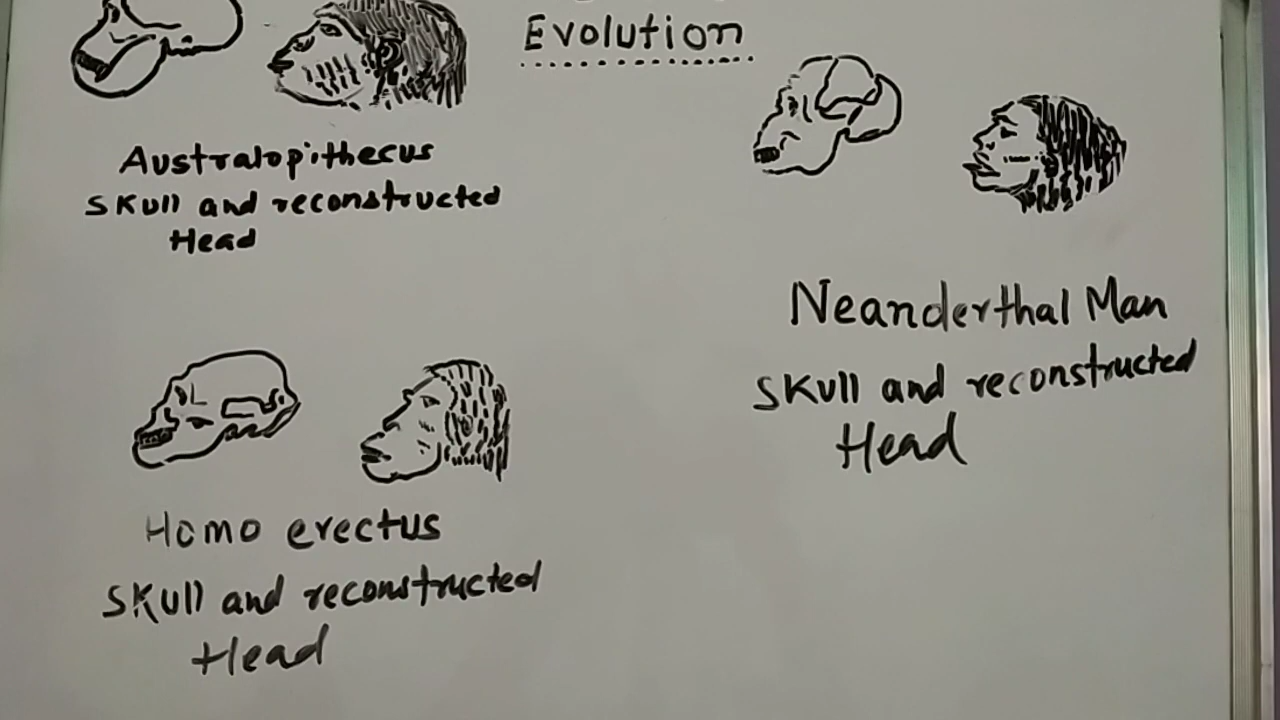 Evolution
Australopithecus
Skull and reconstructed
Head
Neanderthal Man
Skull and reconstructed
Head
Homo erectus
Skull and reconstructed
Head